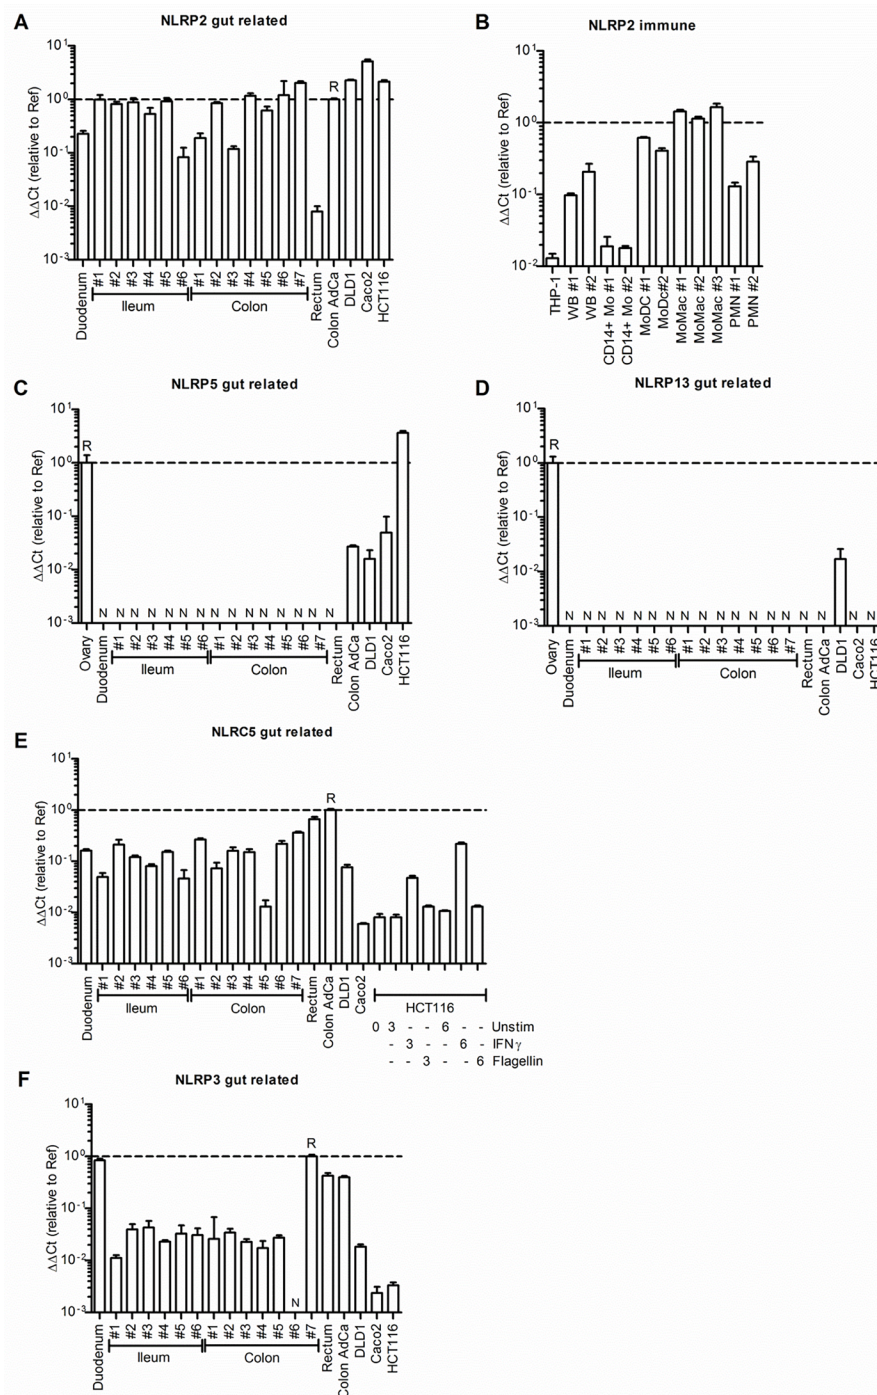 A
NLRP2 gut related
ΔΔCt (relative to Ref)
10¹
10⁰
10⁻¹
10⁻²
10⁻³
R
Duodenum
#1 #2 #3 #4 #5 #6
Ileum
#1 #2 #3 #4 #5 #6 #7
Colon
Rectum
Colon AdCa
DLD1
Caco2
HCT116
B
NLRP2 immune
ΔΔCt (relative to Ref)
10¹
10⁰
10⁻¹
10⁻²
THP-1
WB #1
WB #2
CD14+ Mo #1
CD14+ Mo #2
MoDC #1
MoDc#2
MoMac #1
MoMac #2
MoMac #3
PMN #1
PMN #2
C
NLRP5 gut related
ΔΔCt (relative to Ref)
10¹
10⁰
10⁻¹
10⁻²
10⁻³
R
N N N N N N N N N N N N N N N
Ovary
Duodenum
#1 #2 #3 #4 #5 #6
Ileum
#1 #2 #3 #4 #5 #6 #7
Colon
Rectum
Colon AdCa
DLD1
Caco2
HCT116
D
NLRP13 gut related
ΔΔCt (relative to Ref)
10¹
10⁰
10⁻¹
10⁻²
10⁻³
R
N N N N N N N N N N N N N N N N N N
Ovary
Duodenum
#1 #2 #3 #4 #5 #6
Ileum
#1 #2 #3 #4 #5 #6 #7
Colon
Rectum
Colon AdCa
DLD1
Caco2
HCT116
E
NLRC5 gut related
ΔΔCt (relative to Ref)
10¹
10⁰
10⁻¹
10⁻²
10⁻³
R
Duodenum
#1 #2 #3 #4 #5 #6
Ileum
#1 #2 #3 #4 #5 #6 #7
Colon
Rectum
Colon AdCa
DLD1
Caco2
HCT116
0 3 - - 6 - - Unstim
- 3 - - 6 - IFNγ
- - 3 - - 6 Flagellin
F
NLRP3 gut related
ΔΔCt (relative to Ref)
10¹
10⁰
10⁻¹
10⁻²
10⁻³
R
N
Duodenum
#1 #2 #3 #4 #5 #6
Ileum
#1 #2 #3 #4 #5 #6 #7
Colon
Rectum
Colon AdCa
DLD1
Caco2
HCT116